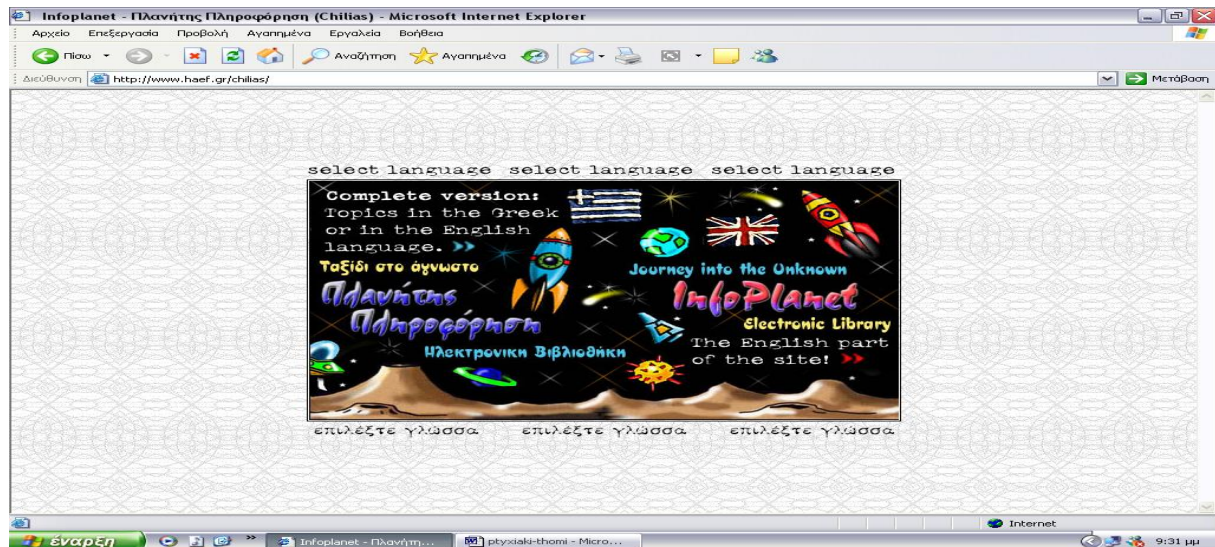 Infoplanet - Πλανήτης Πληροφόρηση (Chilias) - Microsoft Internet Explorer
Αρχείο Επεξεργασία Προβολή Αγαπημένα Εργαλεία Βοήθεια
Πίσω Αναζήτηση Αγαπημένα
Διεύθυνση http://www.haef.gr/chilias/ Μετάβαση
select language select language select language
Complete version:
Topics in the Greek
or in the English
language. »
Ταξίδι στο άγνωστο
Πλανήτης
Πληροφόρηση
Ηλεκτρονικη Βιβλιοθήκη
Journey into the Unknown
InfoPlanet
Electronic Library
The English part
of the site! »
επιλέξτε γλώσσα επιλέξτε γλώσσα επιλέξτε γλώσσα
Internet
έναρξη » Infoplanet - Πλανήτη... ptyxiaki-thomi - Micro... 9:31 μμ